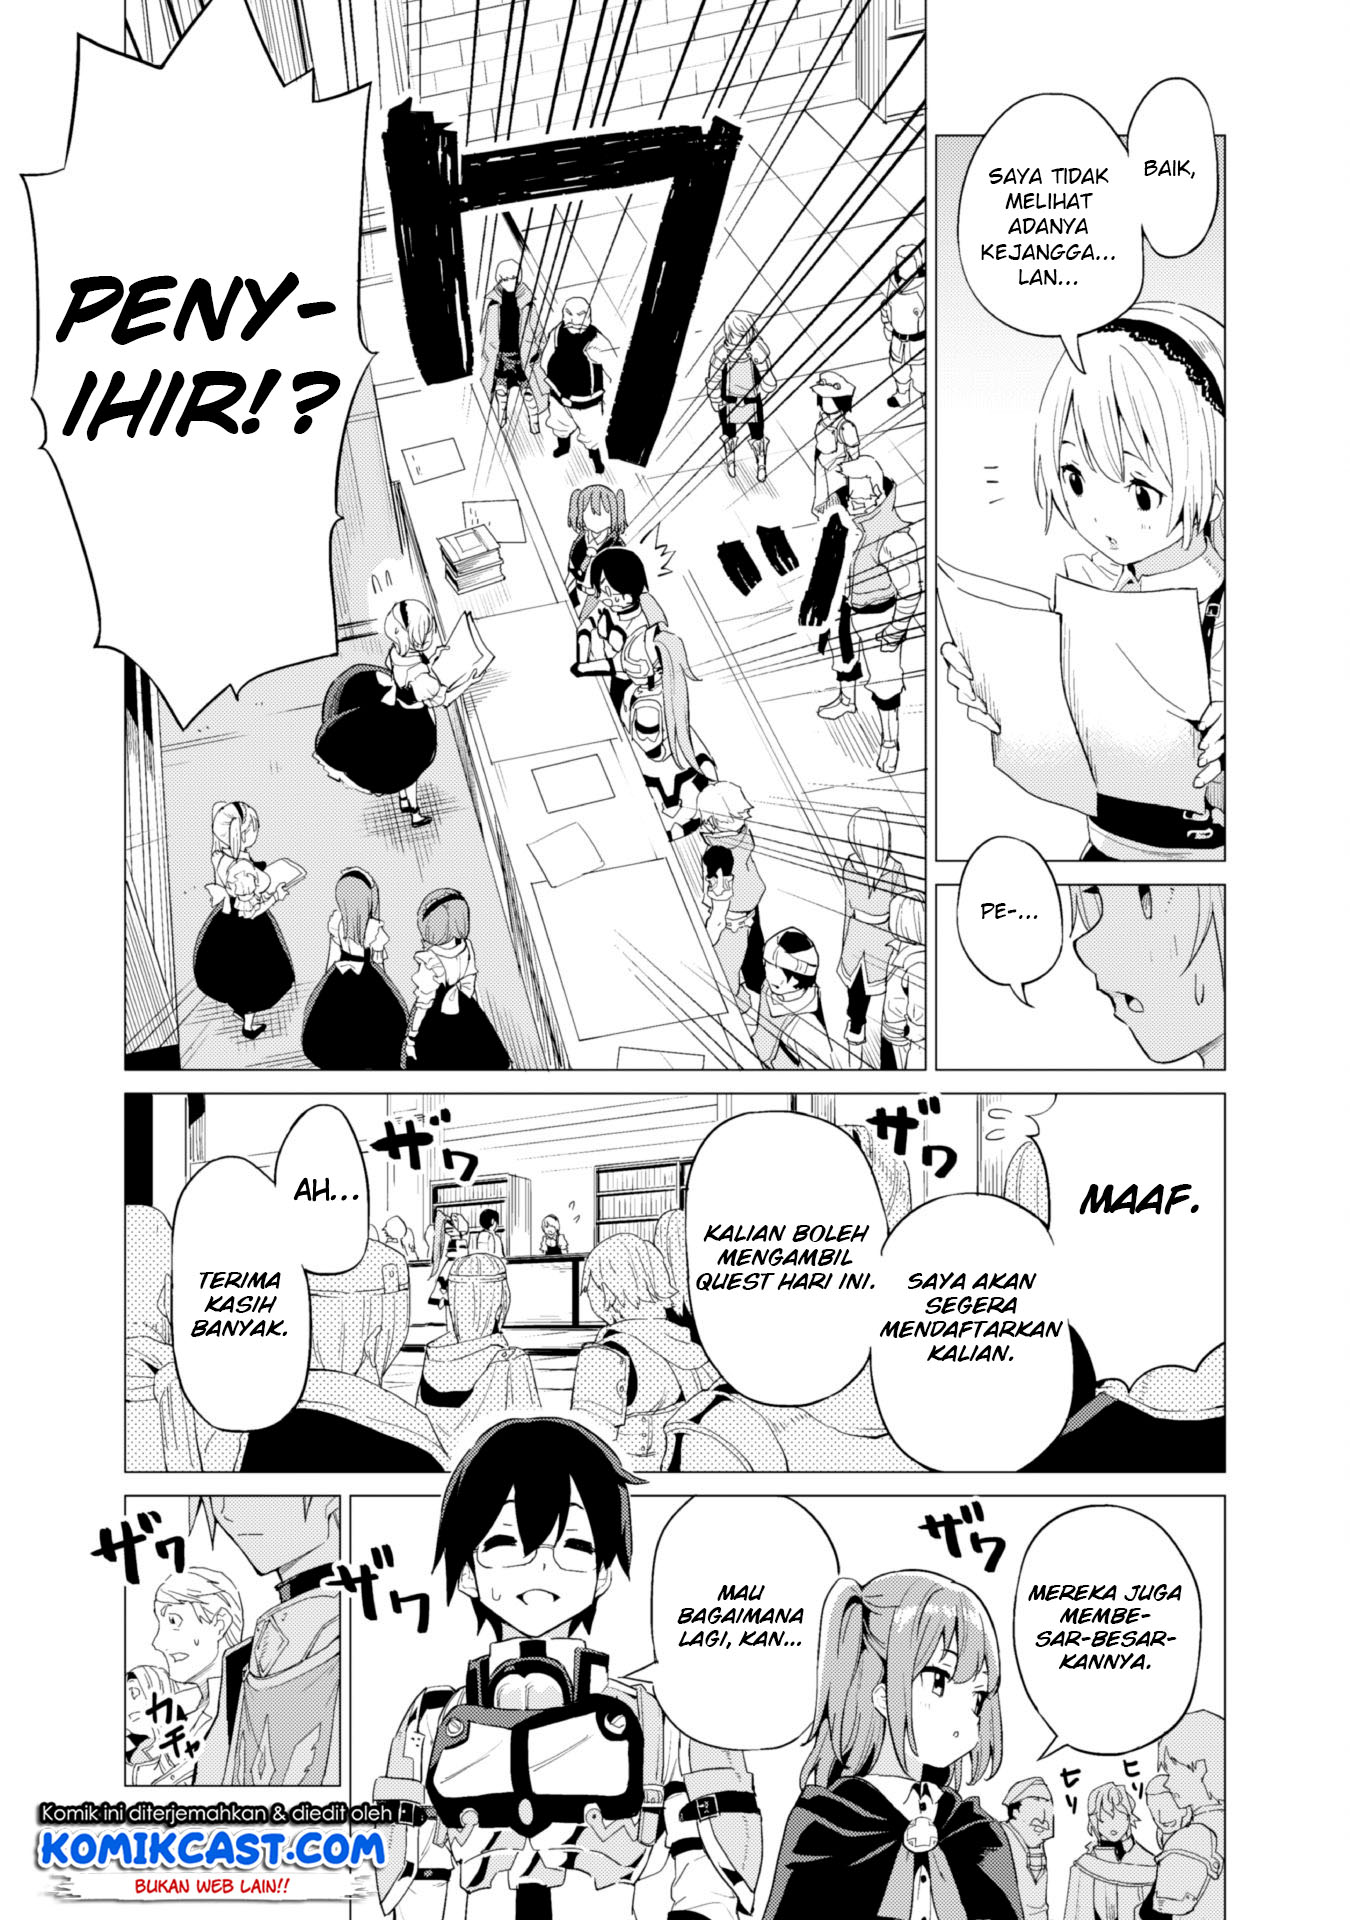 BAIK,
SAYA TIDAK
MELIHAT
ADANYA
KEJANGGA...
LAN...
PE-...
PENY-
IHIR!?
MAAF.
SAYA AKAN
SEGERA
MENDAFTARKAN
KALIAN.
KALIAN BOLEH
MENGAMBIL
QUEST HARI INI.
AH...
TERIMA
KASIH
BANYAK.
ザワ
ザワ
MEREKA JUGA
MEMBE-
SAR-BESAR-
KANNYA.
MAU
BAGAIMANA
LAGI, KAN...
ザワ
ザワ
ザワ
ヒソ
ヒソ
ガチャ
Komik ini diterjemahkan & diedit oleh :
KOMIKCAST.COM
BUKAN WEB LAIN!!